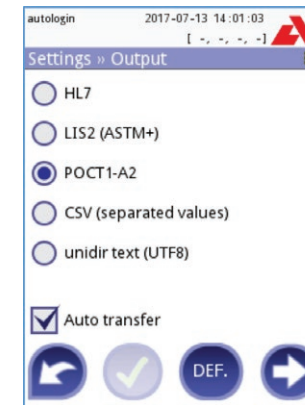 autologin 2017-07-13 14:01:03
[ -, -, -, -]
Settings » Output
HL7
LIS2 (ASTM+)
POCT1-A2
CSV (separated values)
unidir text (UTF8)
Auto transfer
DEF.